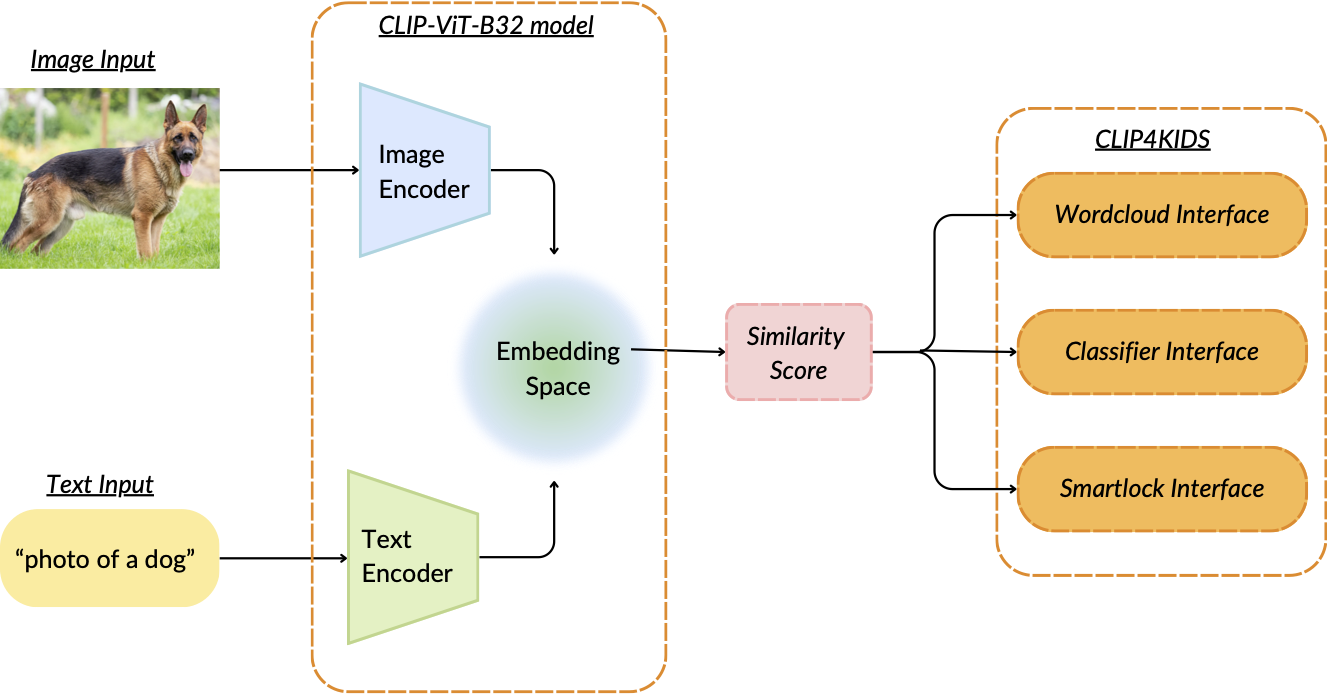 CLIP-ViT-B32 model
Image Input
Image
Encoder
Embedding
Space
Text Input
“photo of a dog”
Text
Encoder
Similarity
Score
CLIP4KIDS
Wordcloud Interface
Classifier Interface
Smartlock Interface